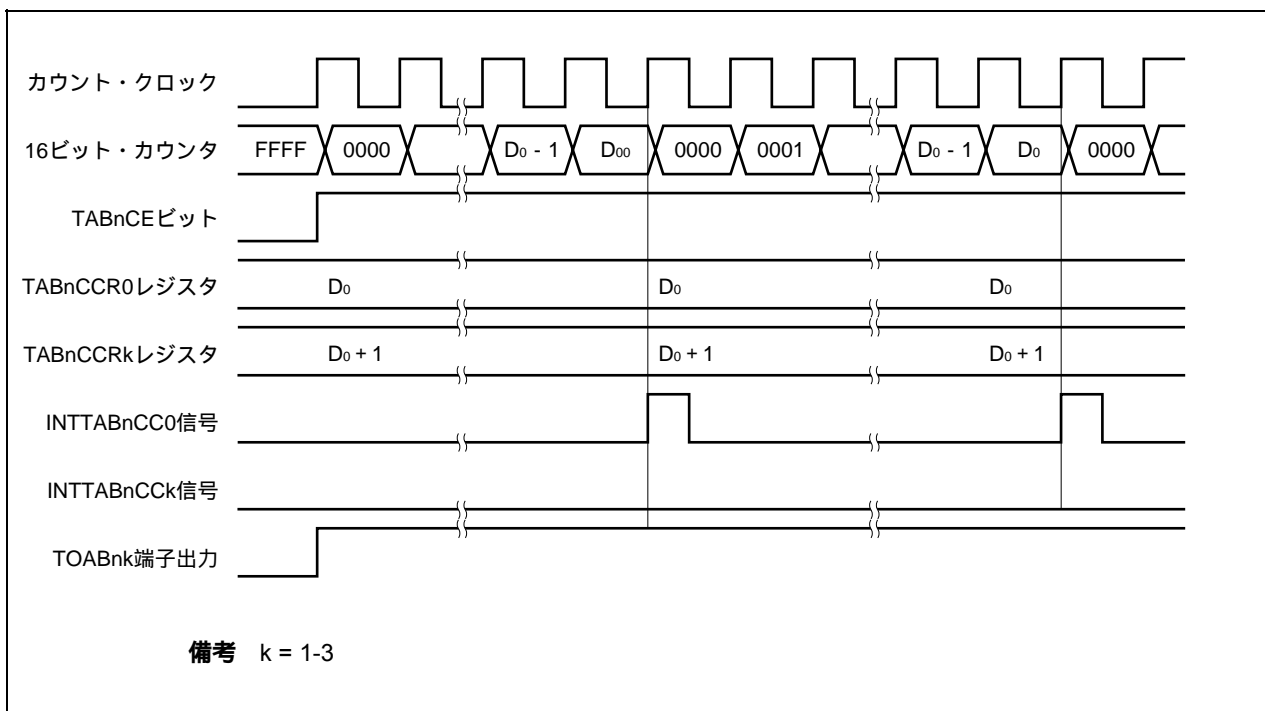 カウント・クロック
16ビット・カウンタ FFFF 0000 D0 - 1 D00 0000 0001 D0 - 1 D0 0000
TABnCEビット
TABnCCR0レジスタ D0 D0 D0
TABnCCRkレジスタ D0 + 1 D0 + 1 D0 + 1
INTTABnCC0信号
INTTABnCCk信号
TOABnk端子出力
備考 k = 1-3